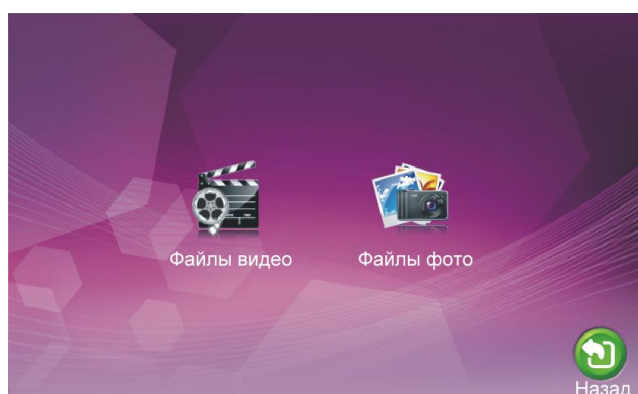 Файлы видео
Файлы фото
Назад